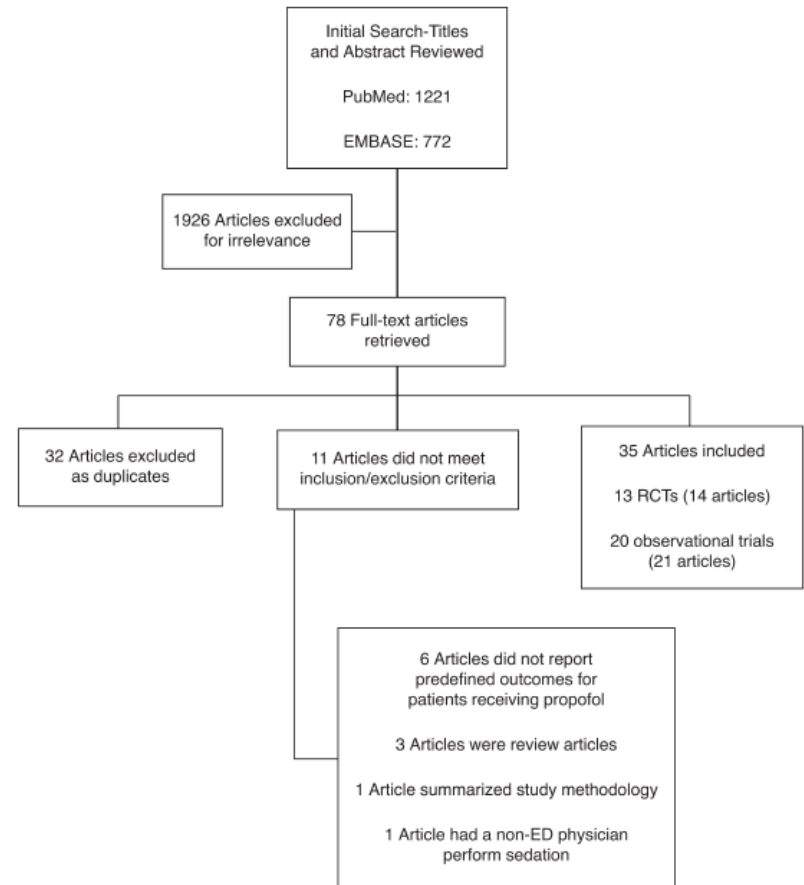 Initial Search-Titles
and Abstract Reviewed
PubMed: 1221
EMBASE: 772
1926 Articles excluded
for irrelevance
78 Full-text articles
retrieved
32 Articles excluded
as duplicates
11 Articles did not meet
inclusion/exclusion criteria
35 Articles included
13 RCTs (14 articles)
20 observational trials
(21 articles)
6 Articles did not report
predefined outcomes for
patients receiving propofol
3 Articles were review articles
1 Article summarized study methodology
1 Article had a non-ED physician
perform sedation